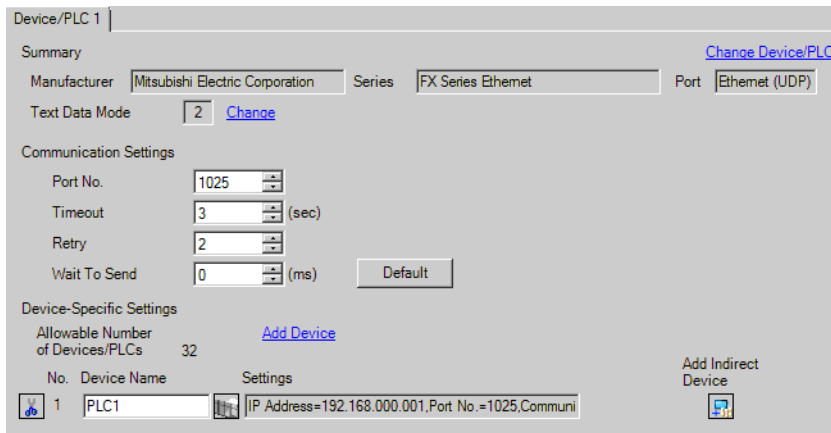 Device/PLC 1
Summary Change Device/PLC
Manufacturer Mitsubishi Electric Corporation Series FX Series Ethernet Port Ethernet (UDP)
Text Data Mode 2 Change
Communication Settings
Port No. 1025
Timeout 3 (sec)
Retry 2
Wait To Send 0 (ms) Default
Device-Specific Settings
Allowable Number Add Device
of Devices/PLCs 32
Add Indirect
No. Device Name Settings Device
1 PLC1 IP Address=192.168.000.001,Port No.=1025,Communi